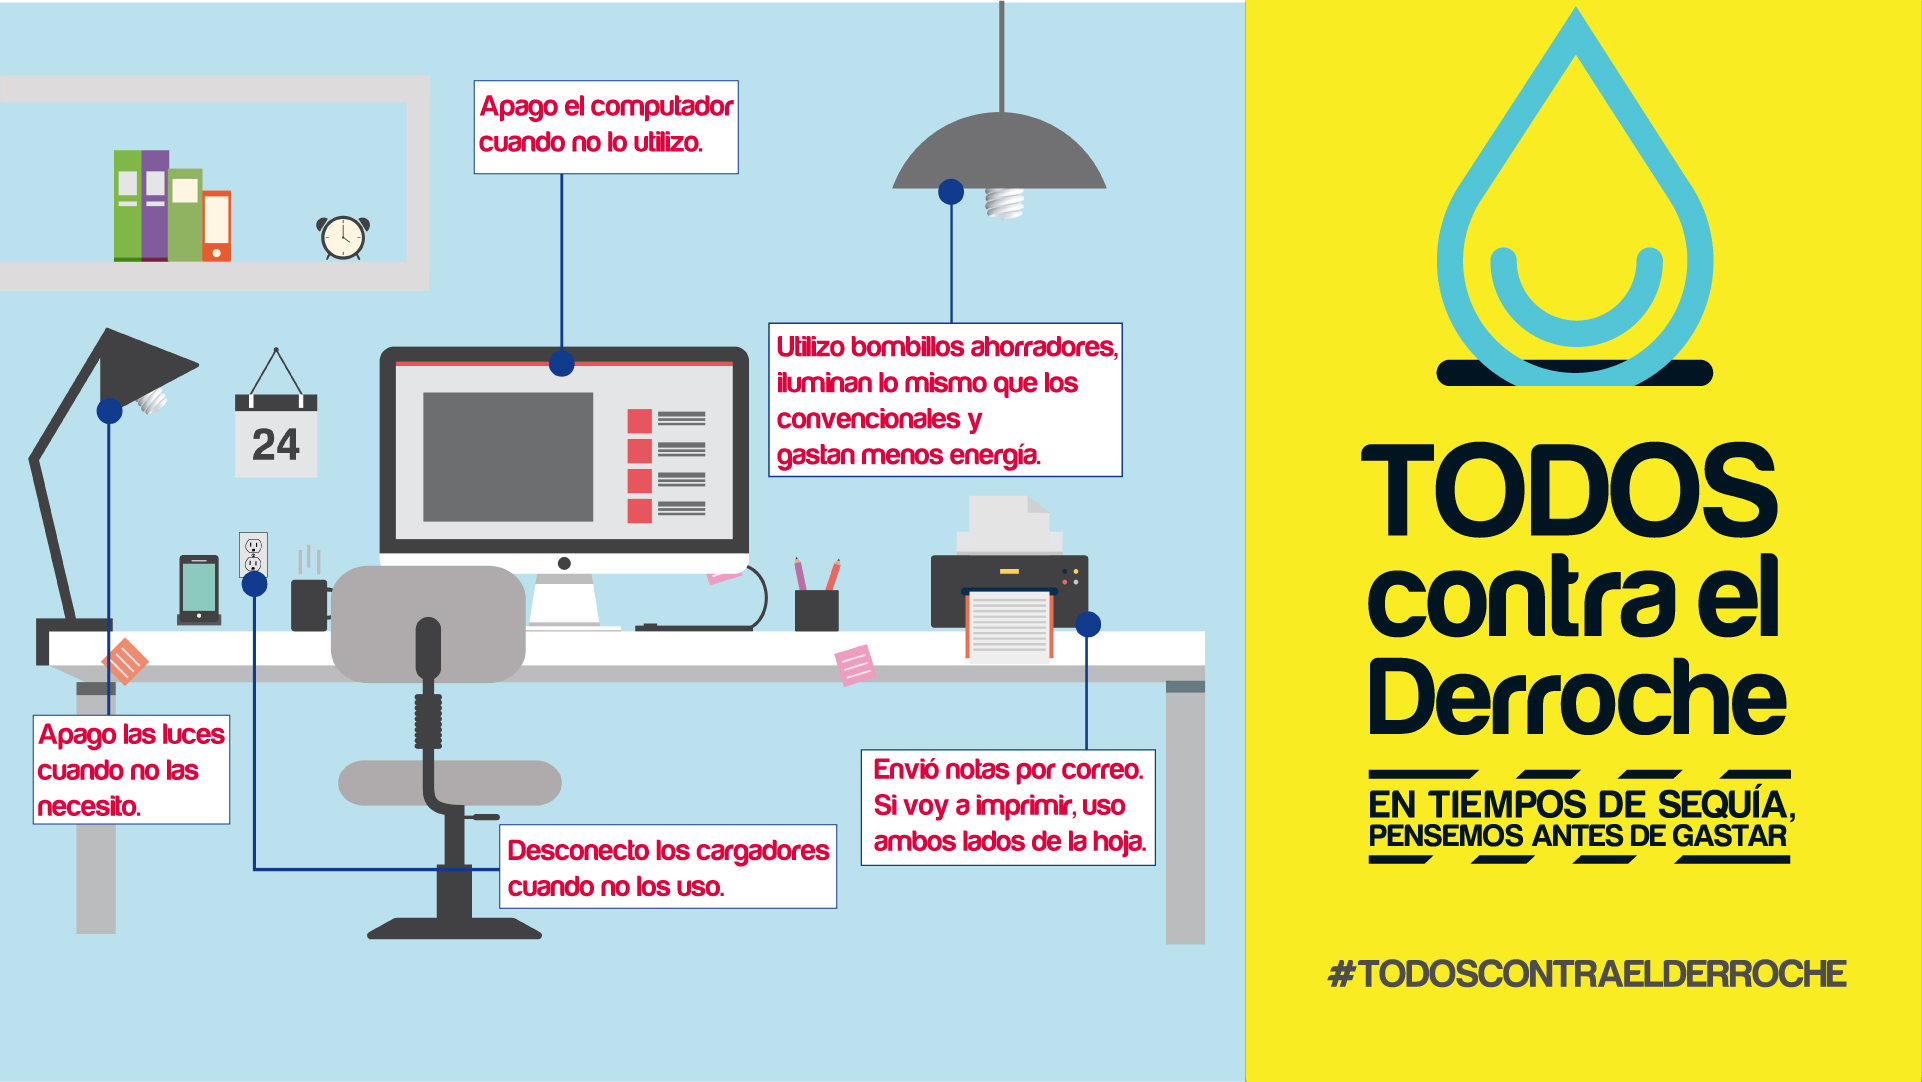 Apago el computador
cuando no lo utilizo.
Utilizo bombillos ahorradores,
iluminan lo mismo que los
convencionales y
gastan menos energía.
24
Apago las luces
cuando no las
necesito.
Desconecto los cargadores
cuando no los uso.
Envió notas por correo.
Si voy a imprimir, uso
ambos lados de la hoja.
TODOS
contra el
Derroche
EN TIEMPOS DE SEQUÍA,
PENSEMOS ANTES DE GASTAR
#TODOSCONTRAELDERROCHE